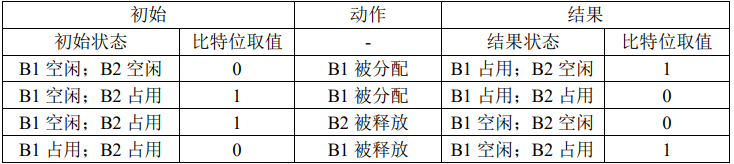 初始 动作 结果
初始状态 比特位取值 - 结果状态 比特位取值
B1 空闲；B2 空闲 0 B1 被分配 B1 占用；B2 空闲 1
B1 空闲；B2 占用 1 B1 被分配 B1 占用；B2 占用 0
B1 空闲；B2 占用 1 B2 被释放 B1 空闲；B2 空闲 0
B1 占用；B2 占用 0 B1 被释放 B1 空闲；B2 占用 1